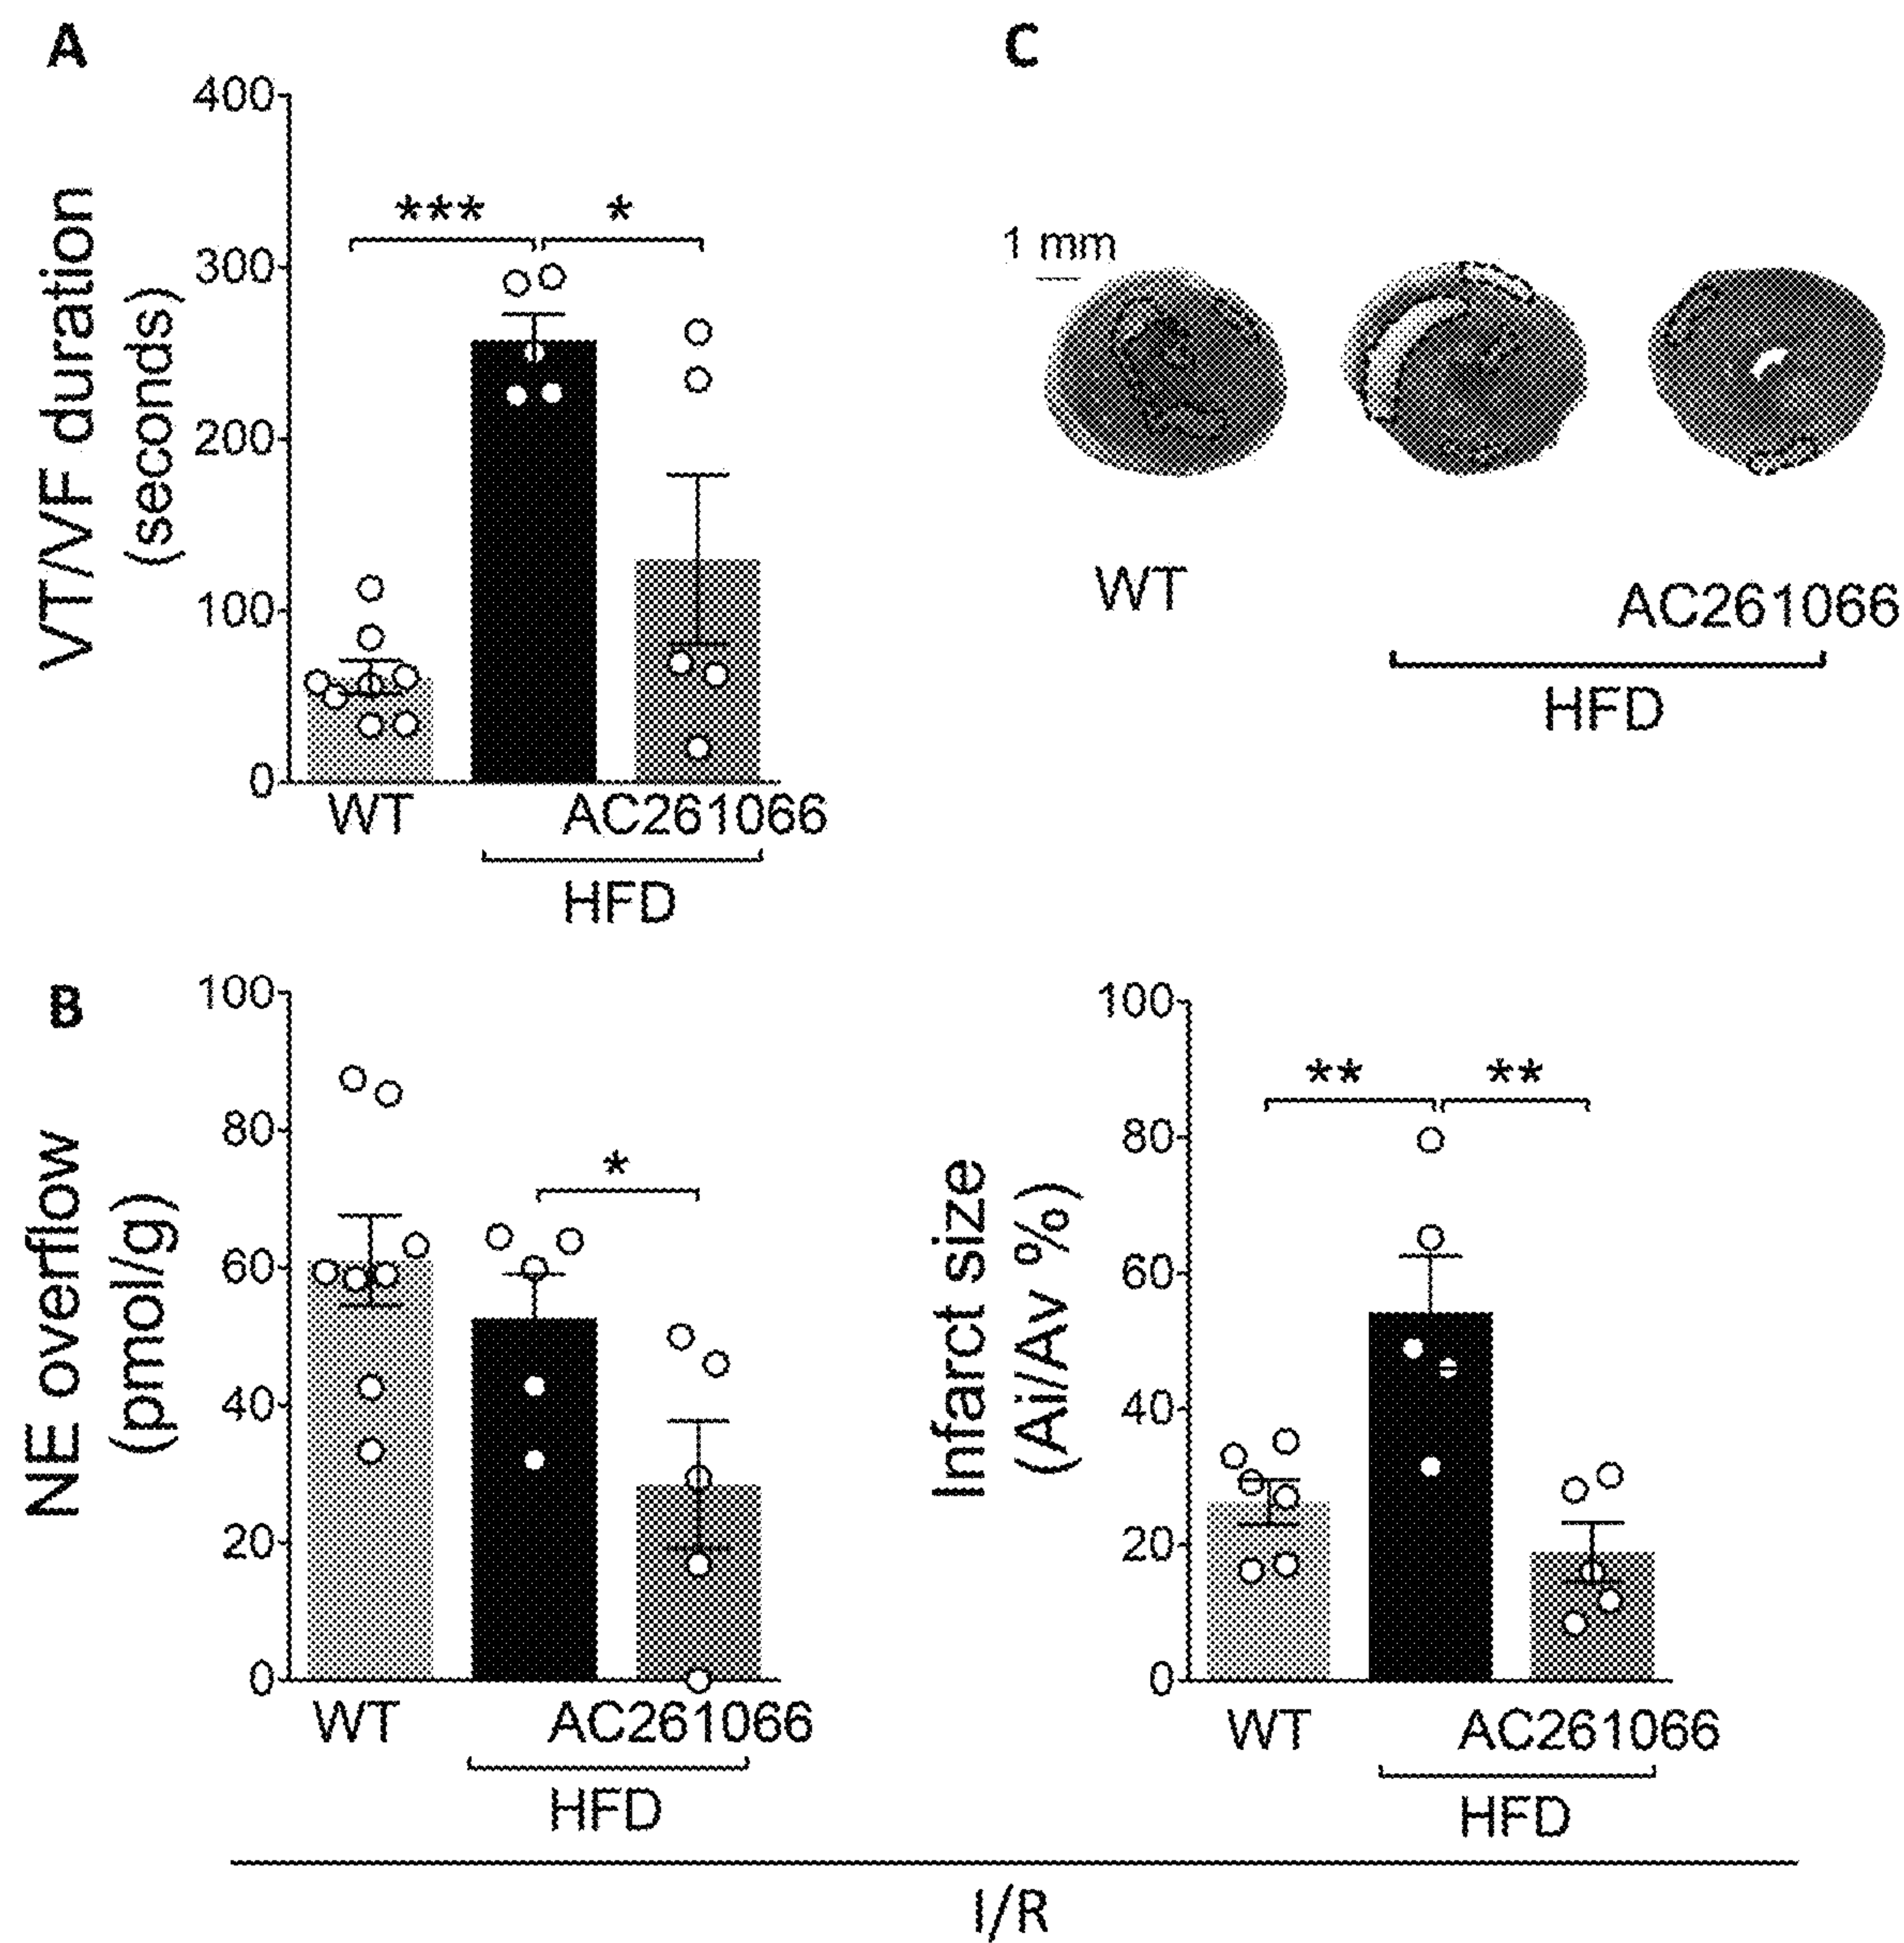 A
VT/VF duration
(seconds)
400
300
200
100
0
***
*
WT
AC261066
HFD
C
1 mm
WT
AC261066
HFD
B
NE overflow
(pmol/g)
100
80
60
40
20
0
*
WT
AC261066
HFD
Infarct size
(Ai/Av %)
100
80
60
40
20
0
**
**
WT
AC261066
HFD
I/R